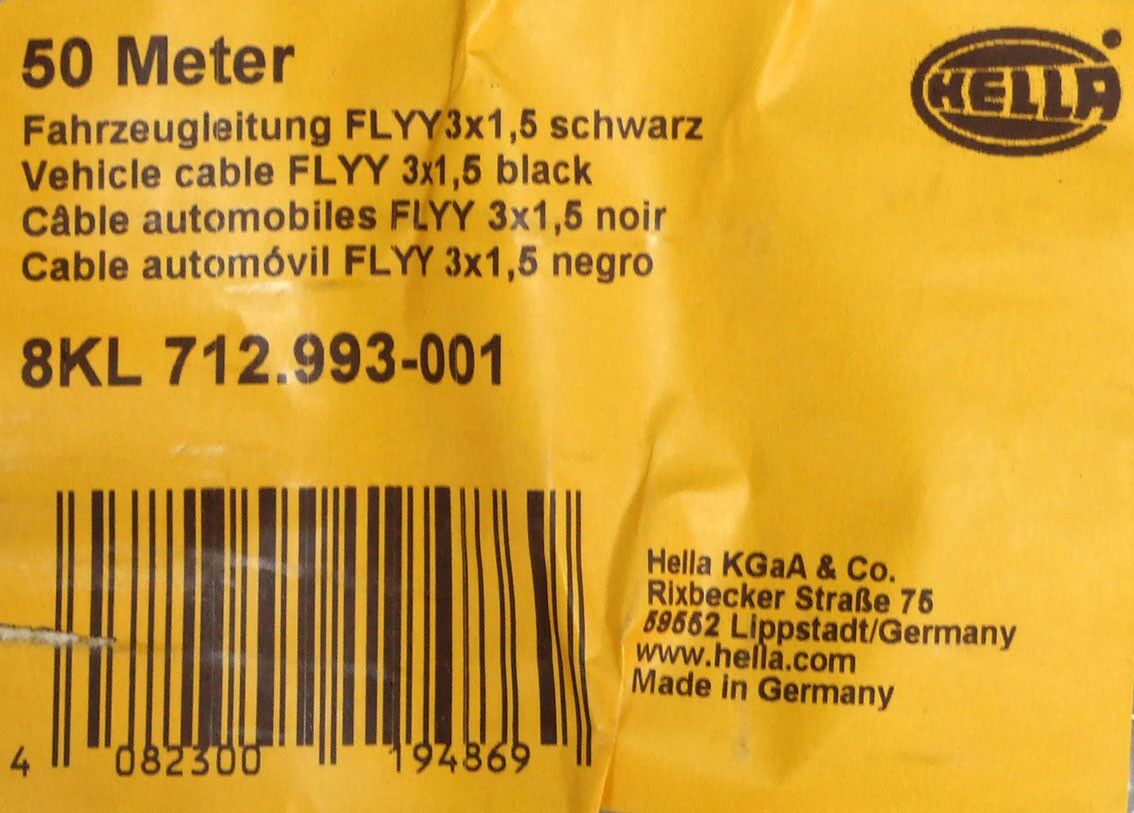 50 Meter
HELLA
Fahrzeugleitung FLYY3x1,5 schwarz
Vehicle cable FLYY 3x1,5 black
Câble automobiles FLYY 3x1,5 noir
Cable automóvil FLYY 3x1,5 negro
8KL 712.993-001
Hella KGaA & Co.
Rixbecker Straße 75
59552 Lippstadt/Germany
www.hella.com
Made in Germany
4 082300 194869